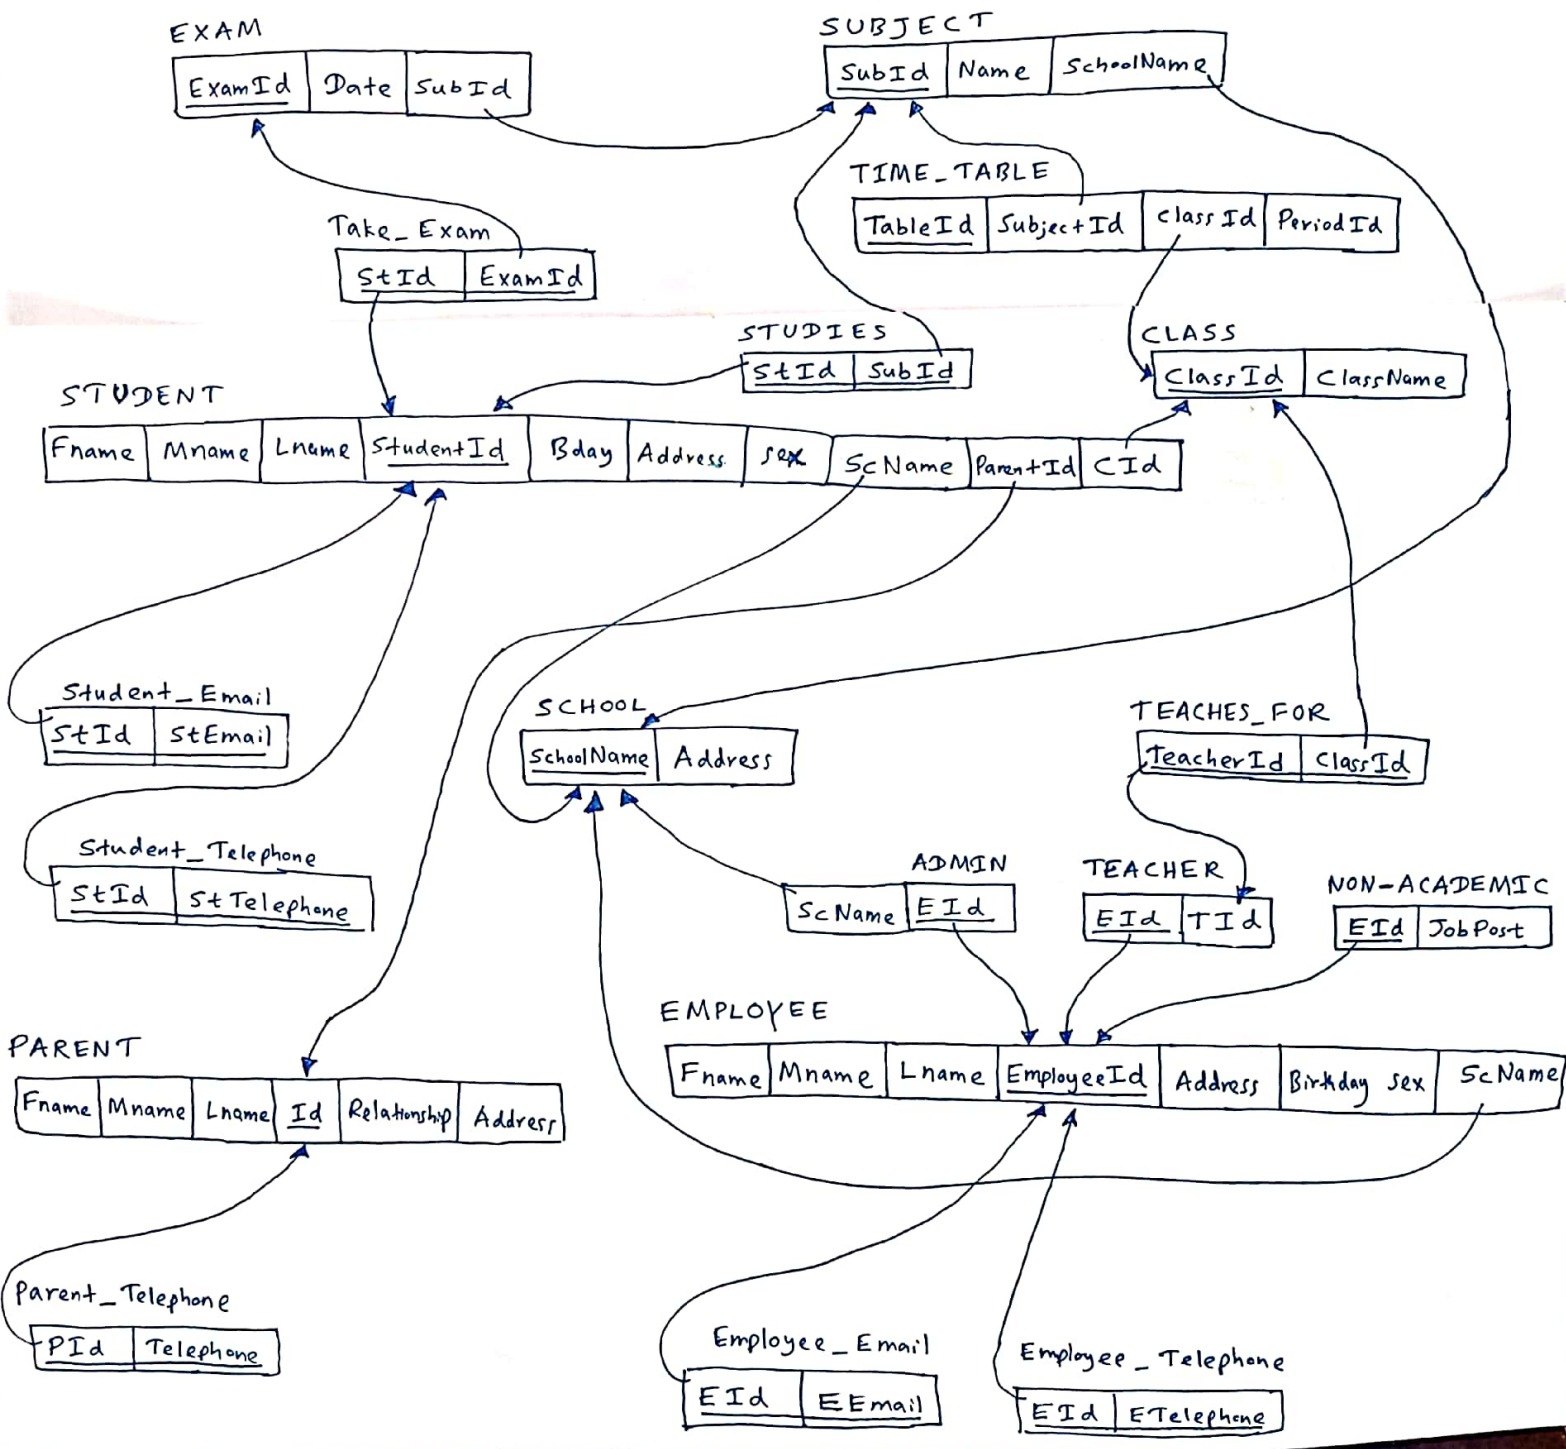 EXAM
ExamId Date SubId
SUBJECT
SubId Name SchoolName
TIME_TABLE
TableId SubjectId ClassId PeriodId
Take_Exam
StId ExamId
STUDIES
StId SubId
CLASS
ClassId ClassName
STUDENT
Fname Mname Lname StudentId Bday Address sex ScName ParentId CId
Student_Email
StId StEmail
SCHOOL
SchoolName Address
TEACHES_FOR
TeacherId ClassId
Student_Telephone
StId StTelephone
ADMIN
ScName EId
TEACHER
EId TId
NON-ACADEMIC
EId JobPost
PARENT
Fname Mname Lname Id Relationship Address
EMPLOYEE
Fname Mname Lname EmployeeId Address Birthday sex ScName
Parent_Telephone
PId Telephone
Employee_Email
EId EEmail
Employee_Telephone
EId ETelephone